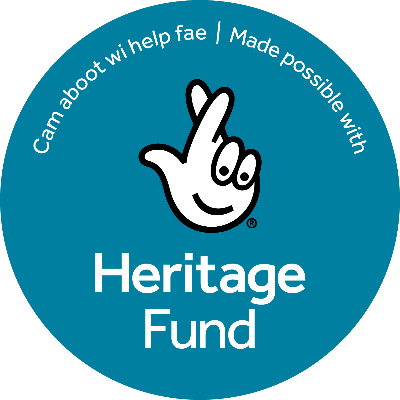 Cam aboot wi help fae | Made possible with
®
Heritage
Fund